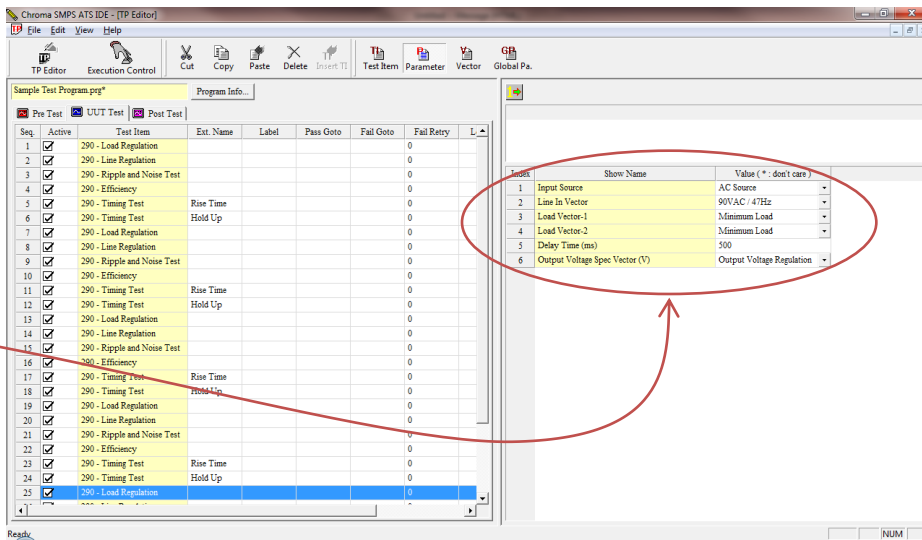 Chroma SMPS ATS IDE - [TP Editor]
File Edit View Help
TP Editor Execution Control Cut Copy Paste Delete Insert TI Test Item Parameter Vector Global Pa.
Sample Test Program.prg* Program Info...
Pre Test UUT Test Post Test
Seq. Active Test Item Ext. Name Label Pass Goto Fail Goto Fail Retry L
1 290 - Load Regulation 0
2 290 - Line Regulation 0
3 290 - Ripple and Noise Test 0
4 290 - Efficiency 0
5 290 - Timing Test Rise Time 0
6 290 - Timing Test Hold Up 0
7 290 - Load Regulation 0
8 290 - Line Regulation 0
9 290 - Ripple and Noise Test 0
10 290 - Efficiency 0
11 290 - Timing Test Rise Time 0
12 290 - Timing Test Hold Up 0
13 290 - Load Regulation 0
14 290 - Line Regulation 0
15 290 - Ripple and Noise Test 0
16 290 - Efficiency 0
17 290 - Timing Test Rise Time 0
18 290 - Timing Test Hold Up 0
19 290 - Load Regulation 0
20 290 - Line Regulation 0
21 290 - Ripple and Noise Test 0
22 290 - Efficiency 0
23 290 - Timing Test Rise Time 0
24 290 - Timing Test Hold Up 0
25 290 - Load Regulation 0
Index Show Name Value ( * : don't care )
1 Input Source AC Source
2 Line In Vector 90VAC / 47Hz
3 Load Vector-1 Minimum Load
4 Load Vector-2 Minimum Load
5 Delay Time (ms) 500
6 Output Voltage Spec Vector (V) Output Voltage Regulation
Ready NUM